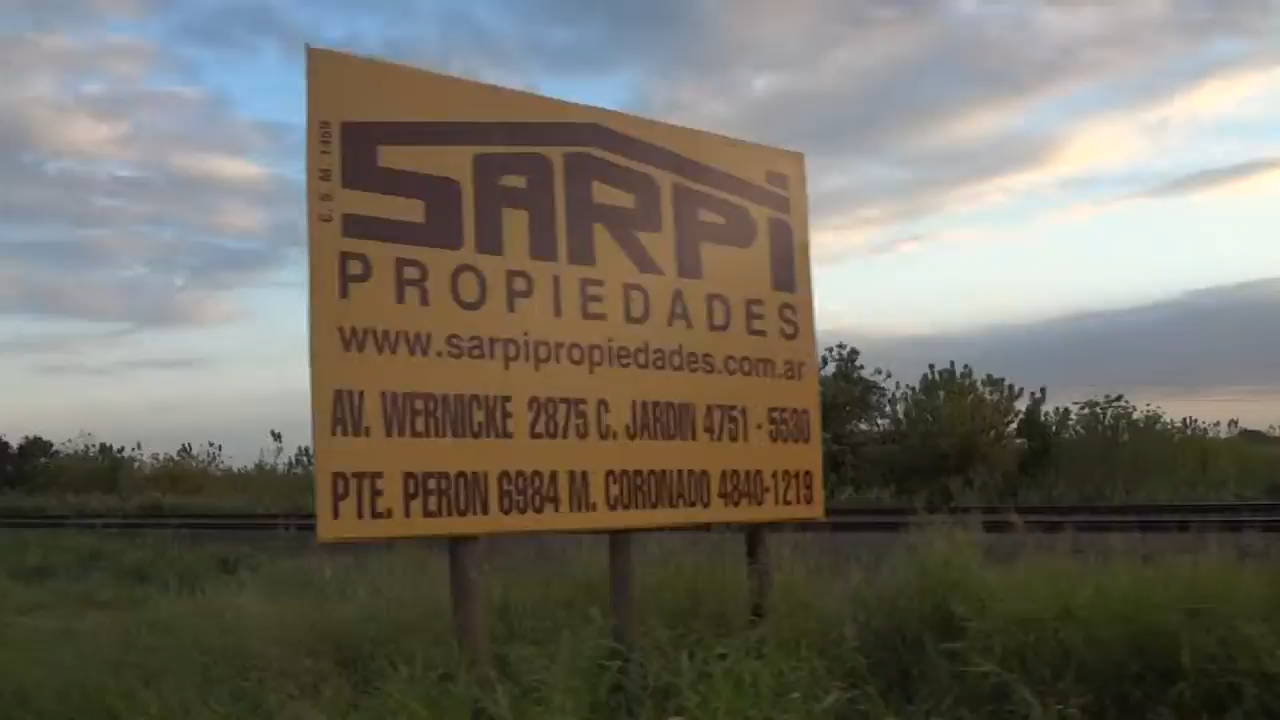 SARPi
PROPIEDADES
www.sarpipropiedades.com.ar
AV. WERNICKE 2875 C. JARDIN 4751 - 5530
PTE. PERON 6984 M. CORONADO 4840-1219